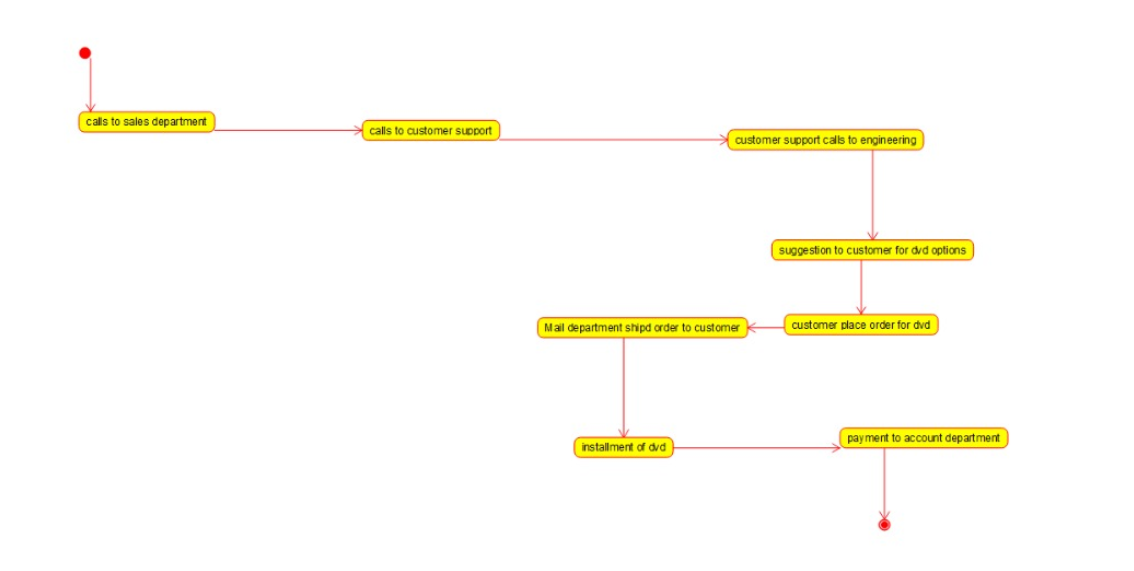 calls to sales department
calls to customer support
customer support calls to engineering
suggestion to customer for dvd options
customer place order for dvd
Mail department shipd order to customer
installment of dvd
payment to account department